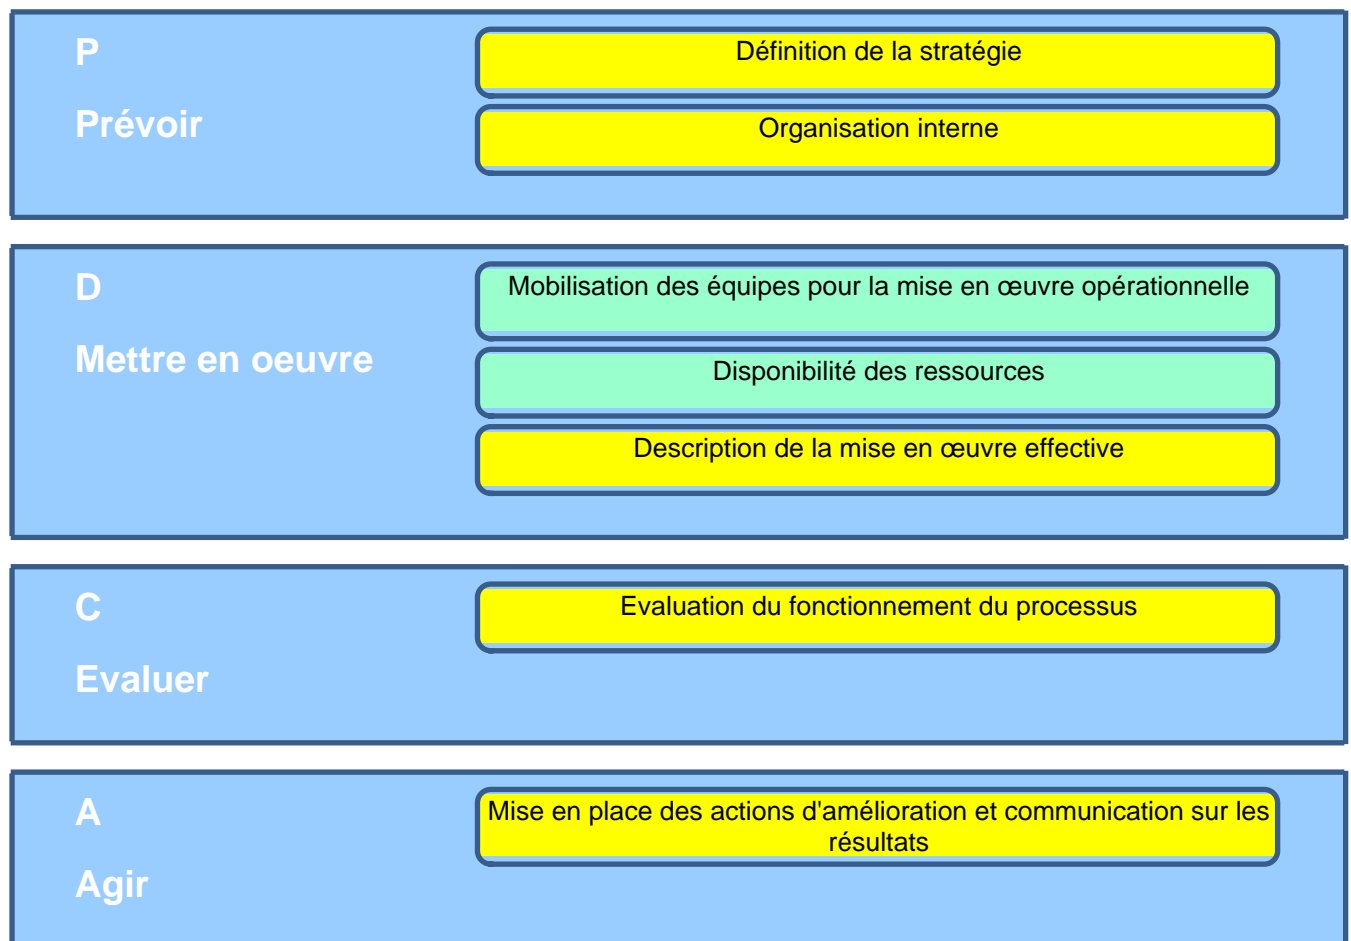 P
Prévoir
Définition de la stratégie
Organisation interne
D
Mettre en oeuvre
Mobilisation des équipes pour la mise en œuvre opérationnelle
Disponibilité des ressources
Description de la mise en œuvre effective
C
Evaluer
Evaluation du fonctionnement du processus
A
Agir
Mise en place des actions d'amélioration et communication sur les
résultats